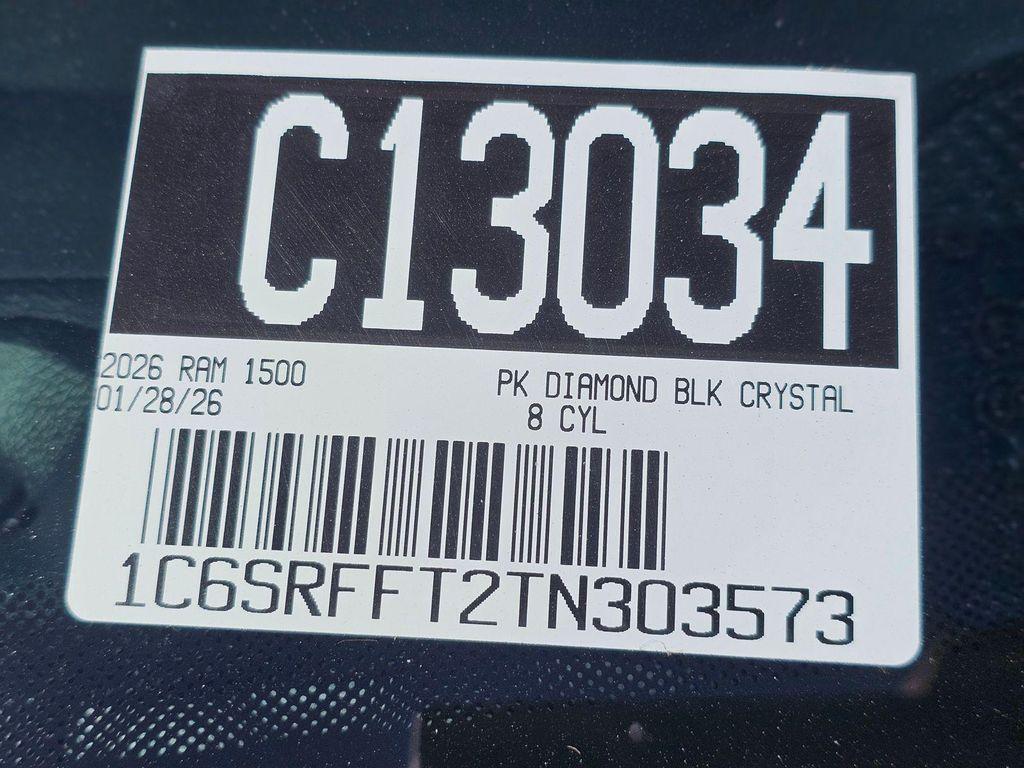 C13034
2026 RAM 1500 PK DIAMOND BLK CRYSTAL
01/28/26 8 CYL
1C6SRFFT2TN303573